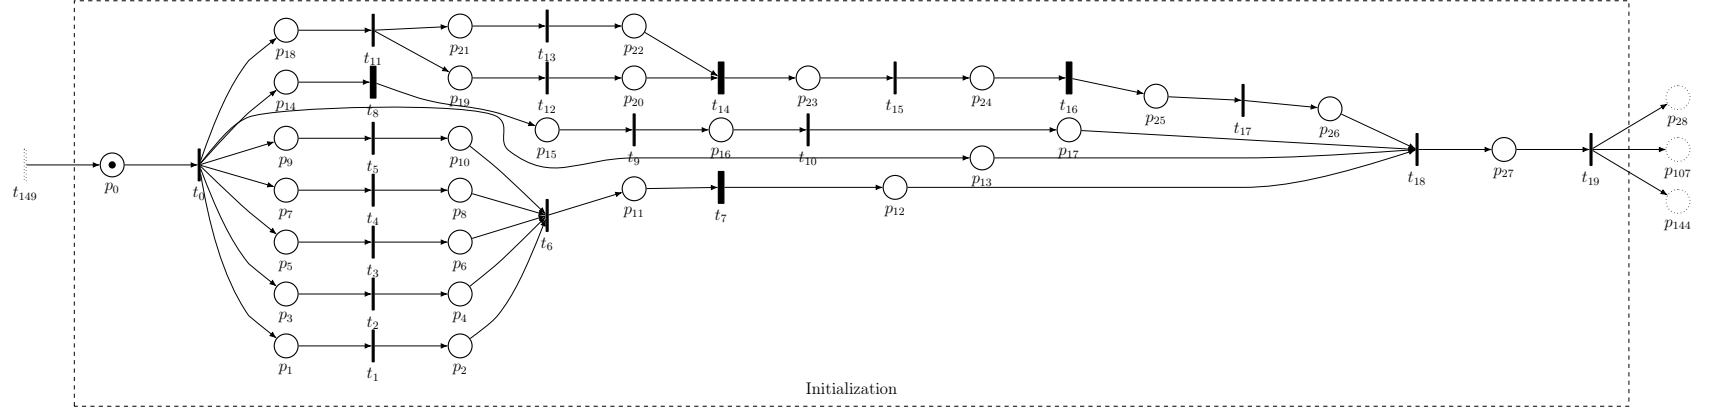 p18
t11
p21
t13
p22
p14
t8
p19
t12
p20
t14
p23
t15
p24
t16
p25
t17
p26
p28
p9
t5
p10
p15
t9
p16
t10
p17
p13
t18
p27
t19
p107
t149
p0
t0
p7
t4
p8
t6
p11
t7
p12
p144
p5
t3
p6
p3
t2
p4
p1
t1
p2
Initialization